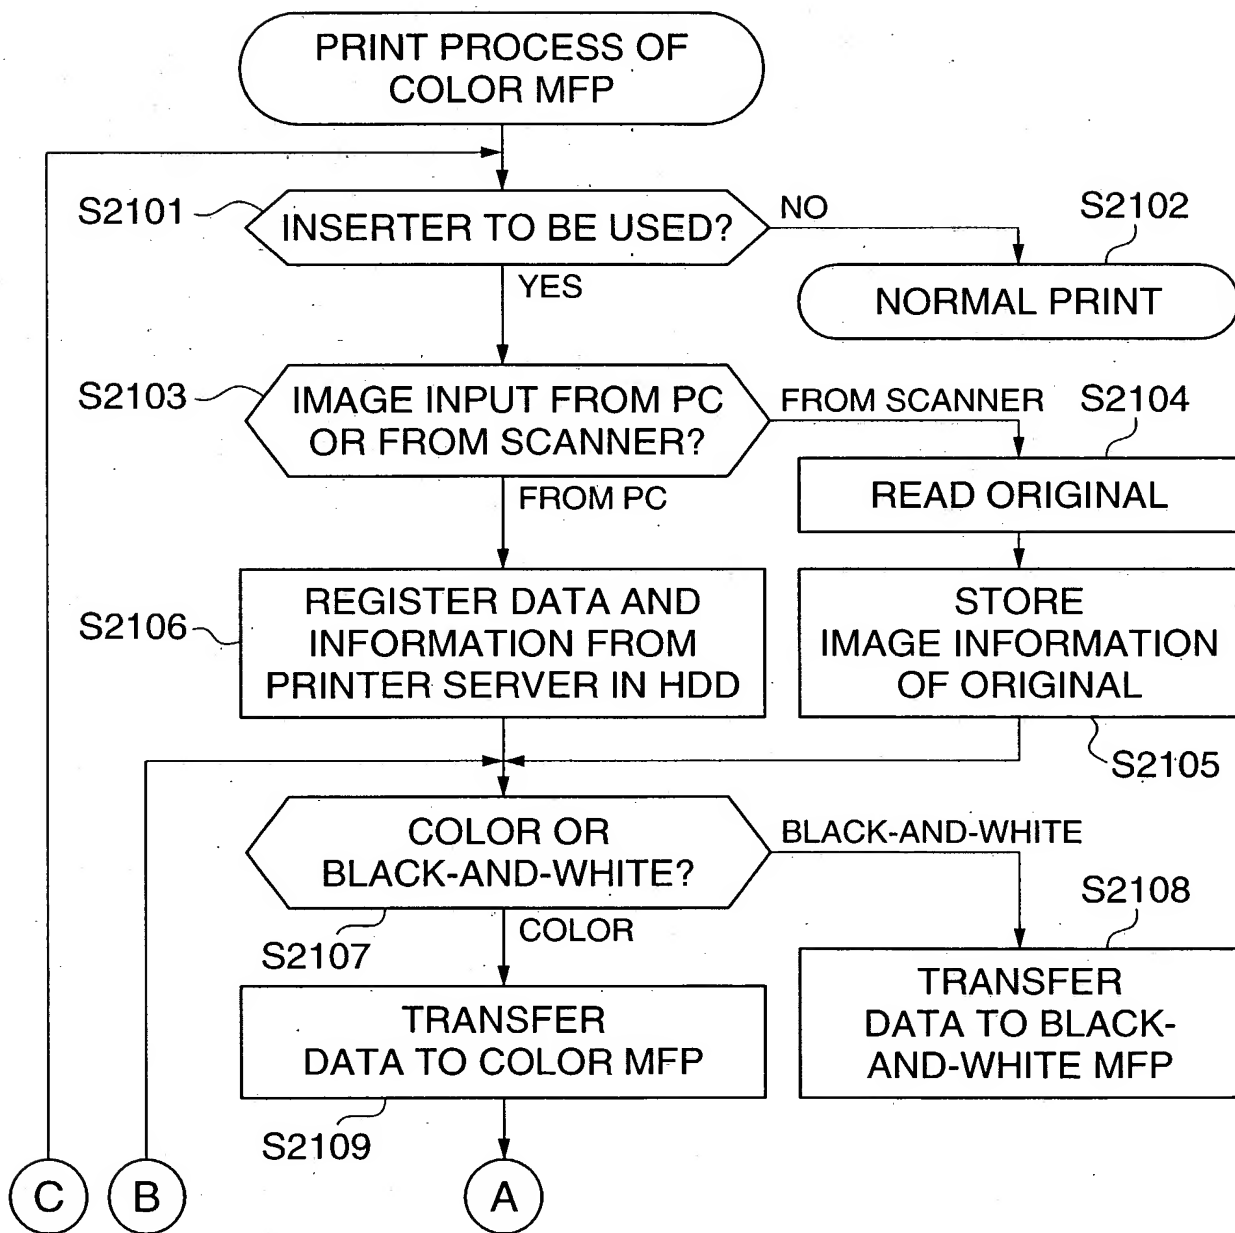 PRINT PROCESS OF
COLOR MFP
S2101
INSERTER TO BE USED?
NO
S2102
YES
NORMAL PRINT
S2103
IMAGE INPUT FROM PC
OR FROM SCANNER?
FROM SCANNER
S2104
FROM PC
READ ORIGINAL
S2106
REGISTER DATA AND
INFORMATION FROM
PRINTER SERVER IN HDD
STORE
IMAGE INFORMATION
OF ORIGINAL
S2105
COLOR OR
BLACK-AND-WHITE?
BLACK-AND-WHITE
S2107
COLOR
S2108
TRANSFER
DATA TO COLOR MFP
TRANSFER
DATA TO BLACK-
AND-WHITE MFP
S2109
C
B
A